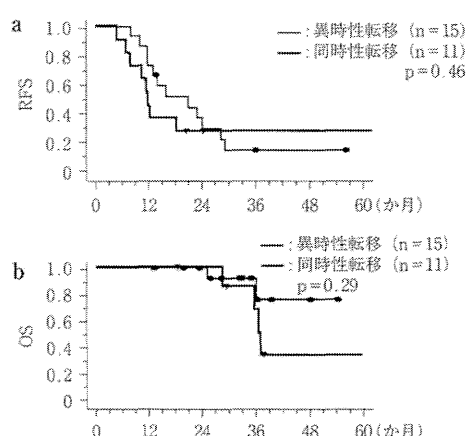 a
RFS
1.0
0.8
0.6
0.4
0.2
0
0 12 24 36 48 60(か月)
—: 異時性転移 (n=15)
—: 同時性転移 (n=11)
p=0.46
b
OS
1.0
0.8
0.6
0.4
0.2
0
0 12 24 36 48 60(か月)
—: 異時性転移 (n=15)
—: 同時性転移 (n=11)
p=0.29